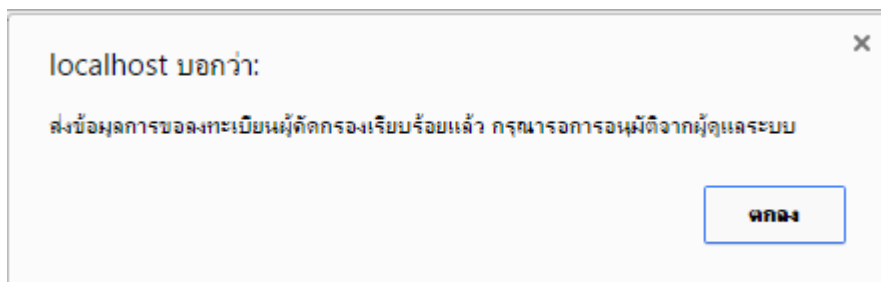 localhost บอกว่า:
ส่งข้อมูลการขอลงทะเบียนผู้คัดกรองเรียบร้อยแล้ว กรุณารอการอนุมัติจากผู้ดูแลระบบ
ตกลง